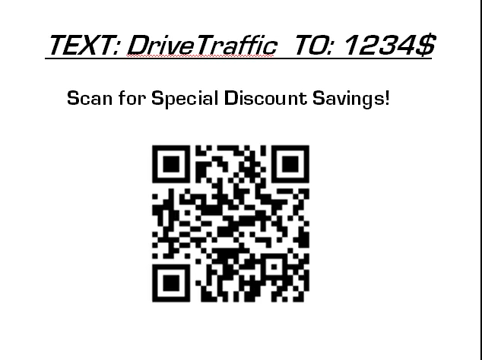 TEXT: DriveTraffic TO: 1234$
Scan for Special Discount Savings!